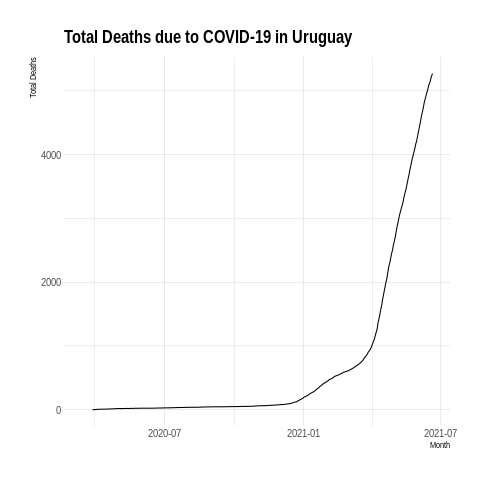 Total Deaths due to COVID-19 in Uruguay
Total Deaths
4000
2000
0
2020-07
2021-01
2021-07
Month